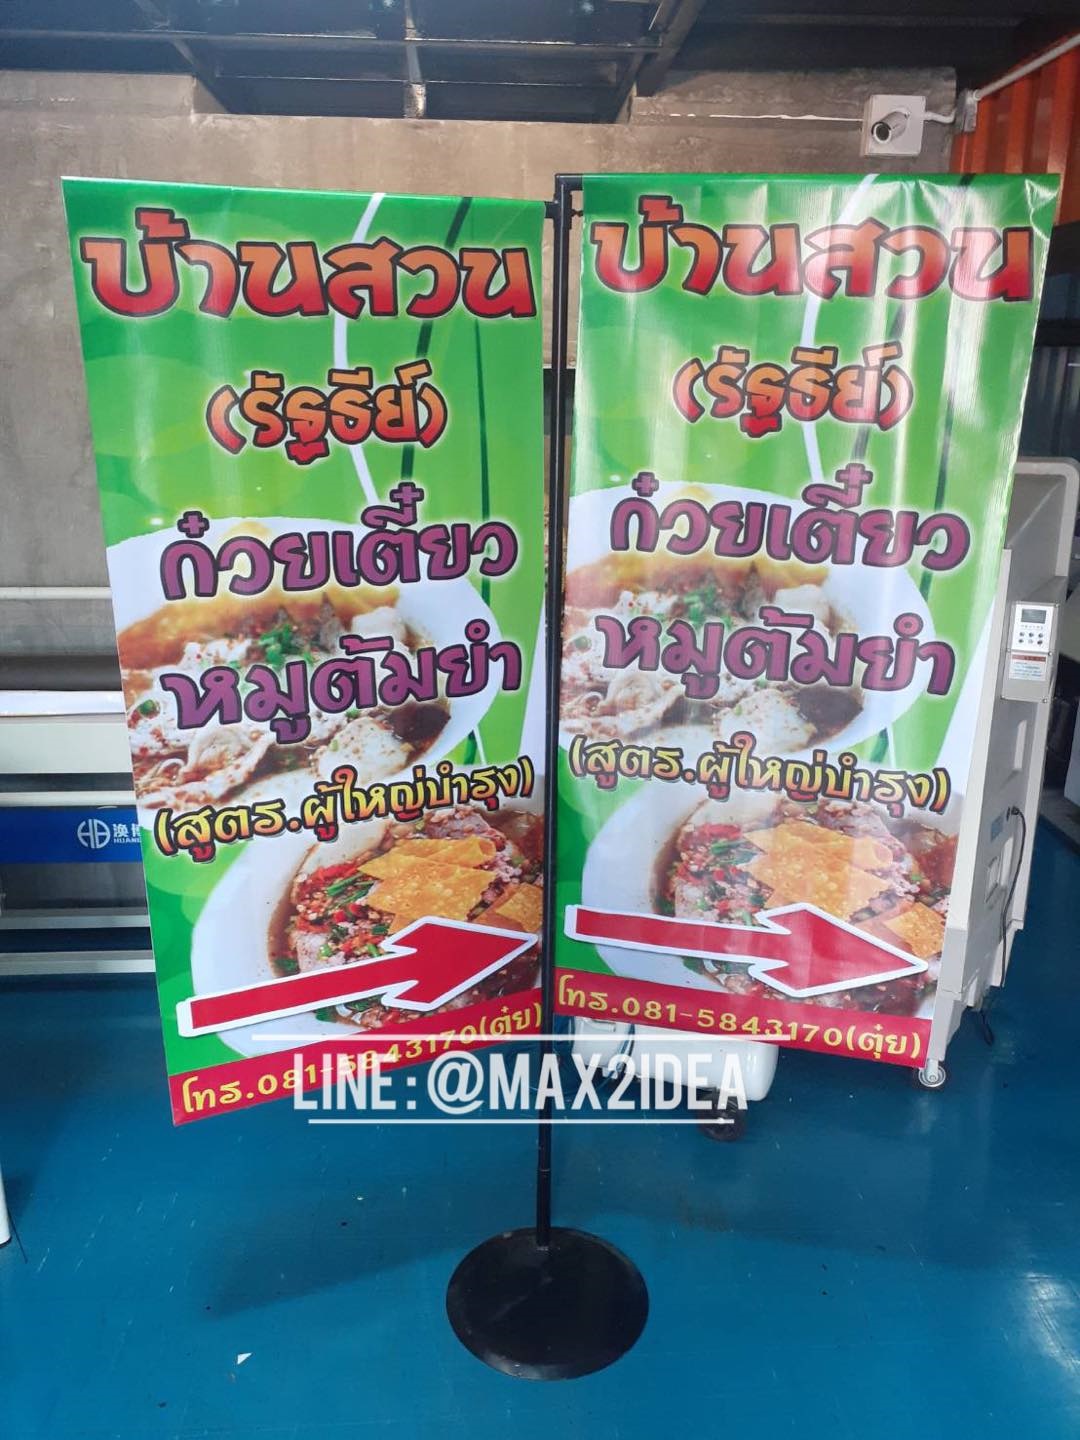 บ้านสวน
(รัฐธีย์)
ก๋วยเตี๋ยว
หมูต้มยำ
(สูตร.ผู้ใหญ่บำรุง)
โทร.081-5843170(ตุ๋ย)
บ้านสวน
(รัฐธีย์)
ก๋วยเตี๋ยว
หมูต้มยำ
(สูตร.ผู้ใหญ่บำรุง)
โทร.081-5843170(ตุ๋ย)
LINE:@MAX2IDEA